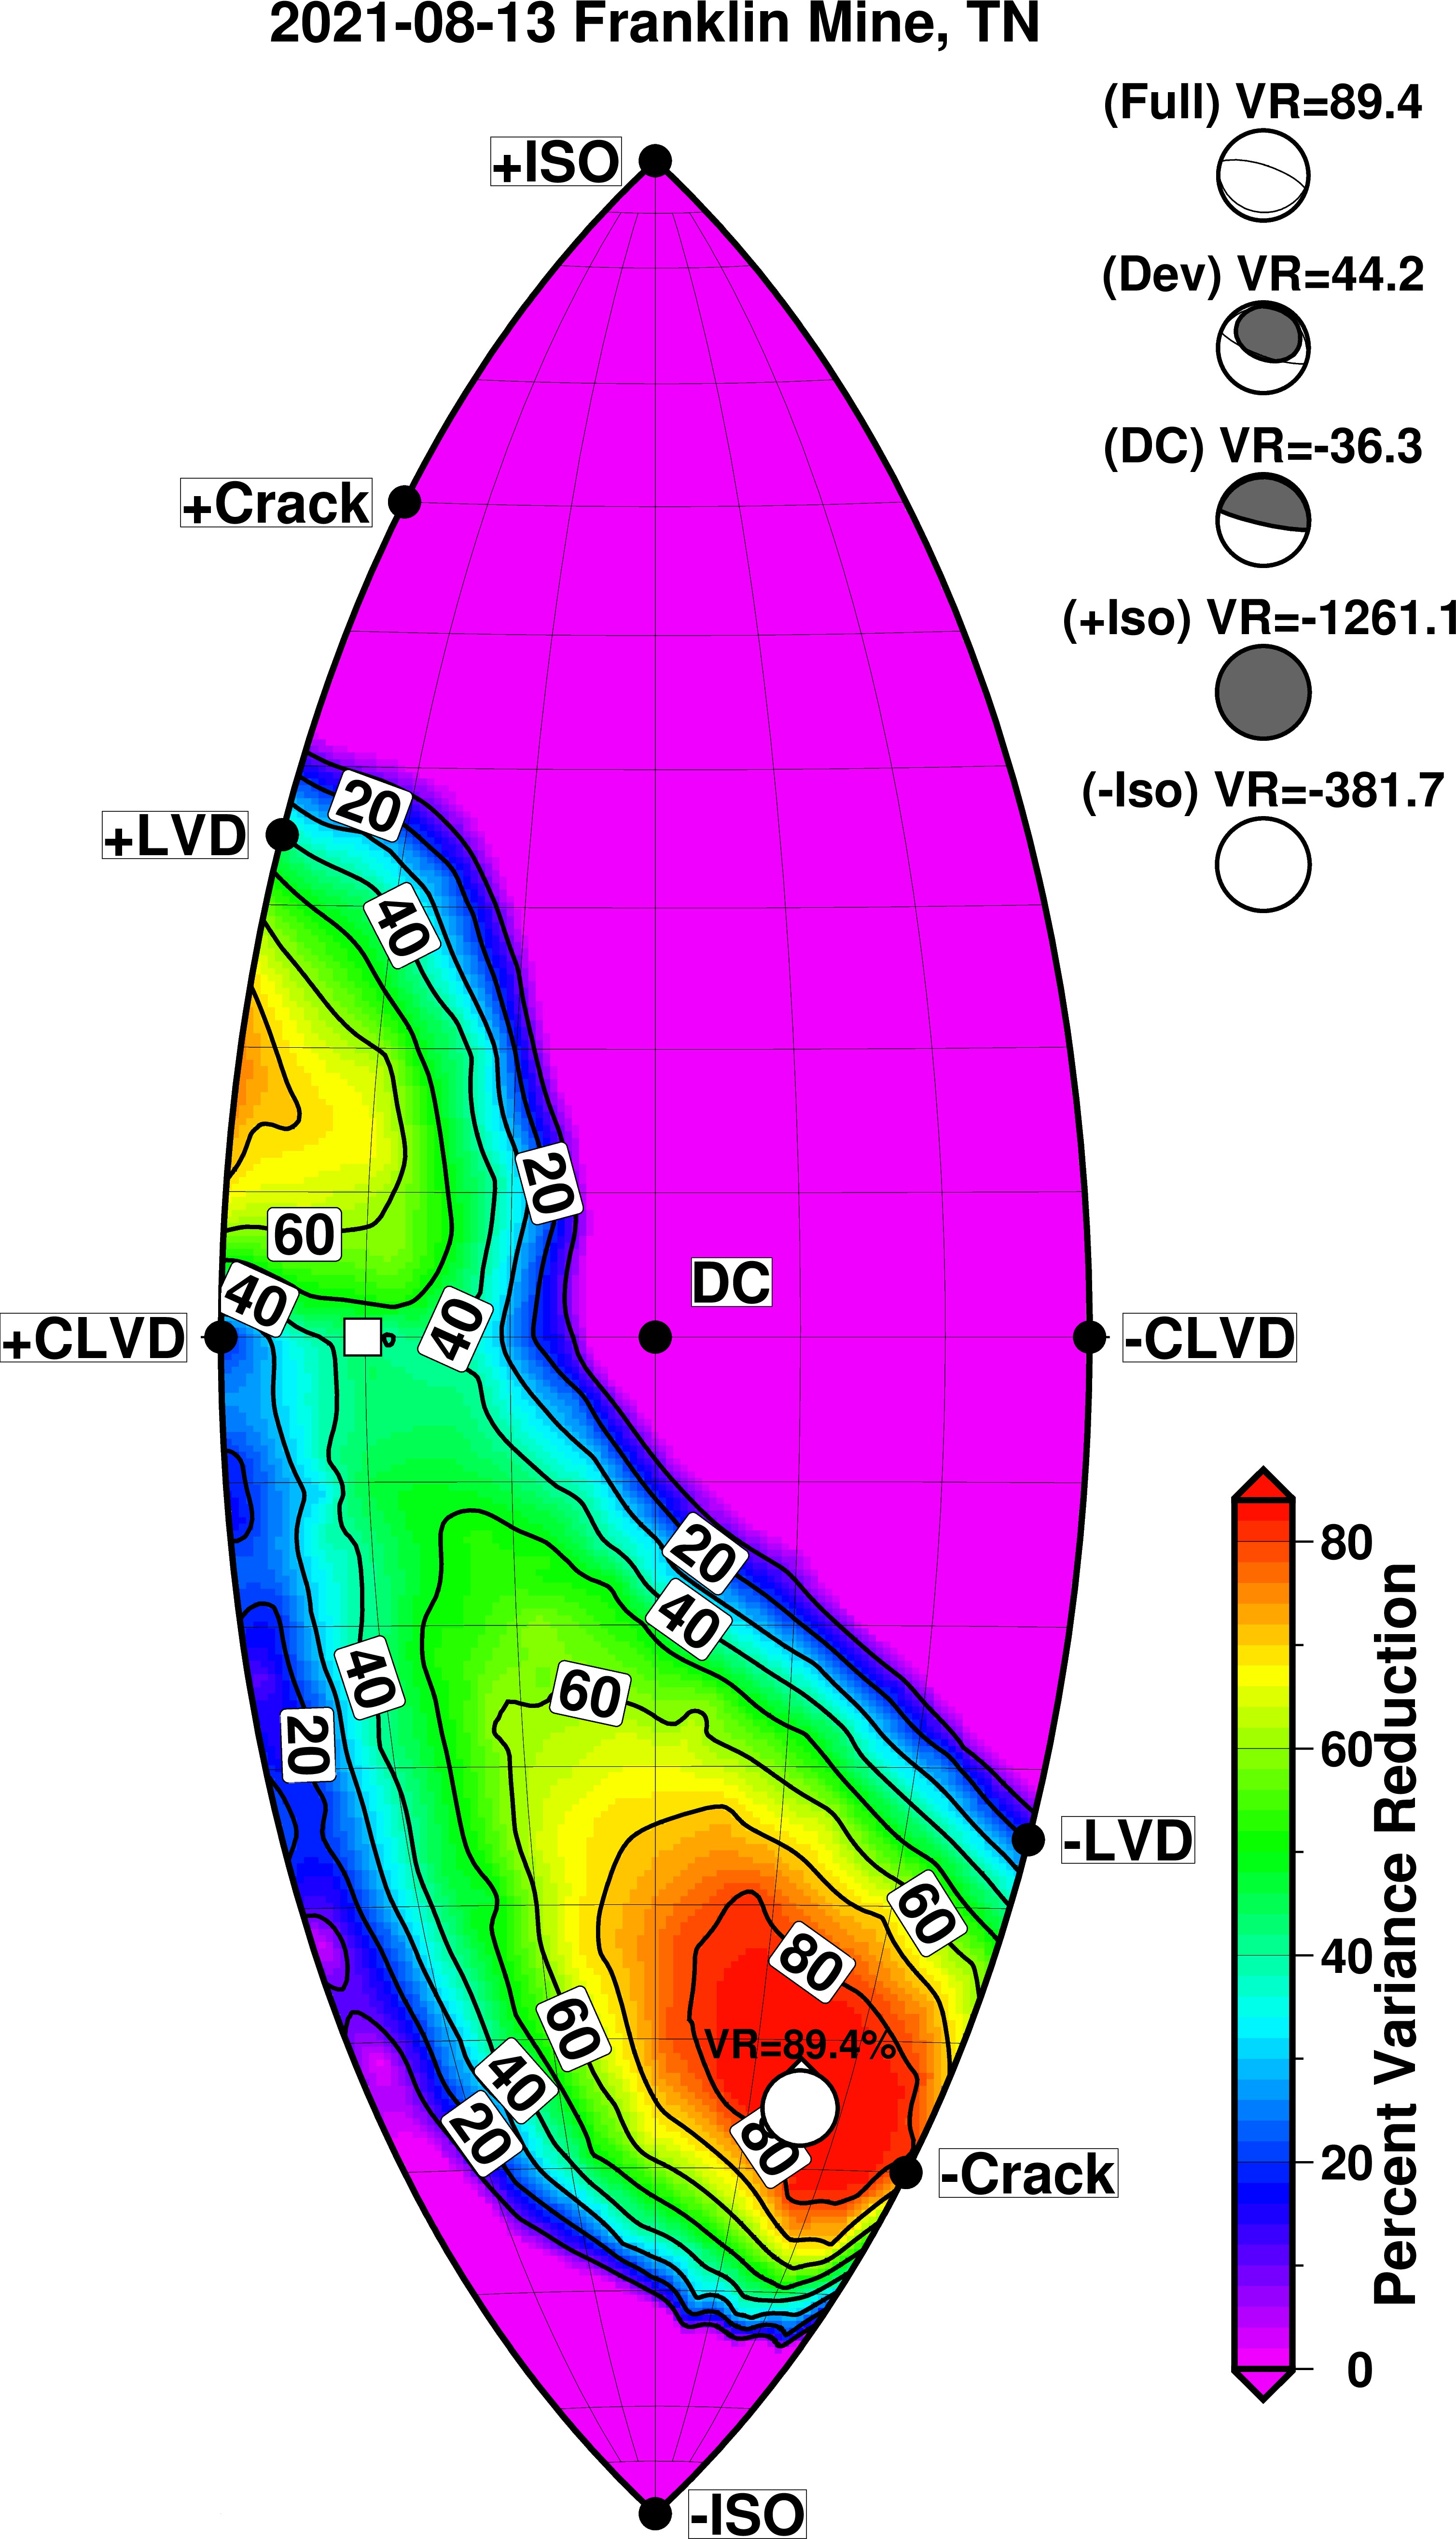 2021-08-13 Franklin Mine, TN
(Full) VR=89.4
+ISO
(Dev) VR=44.2
(DC) VR=-36.3
+Crack
(+Iso) VR=-1261.1
(-Iso) VR=-381.7
20
+LVD
40
20
60
DC
40
40
+CLVD
-CLVD
20
80
40
40
60
60
20
-LVD
60
80
40
60
VR=89.4%
40
20
80
-Crack
20
0
-ISO
Percent Variance Reduction